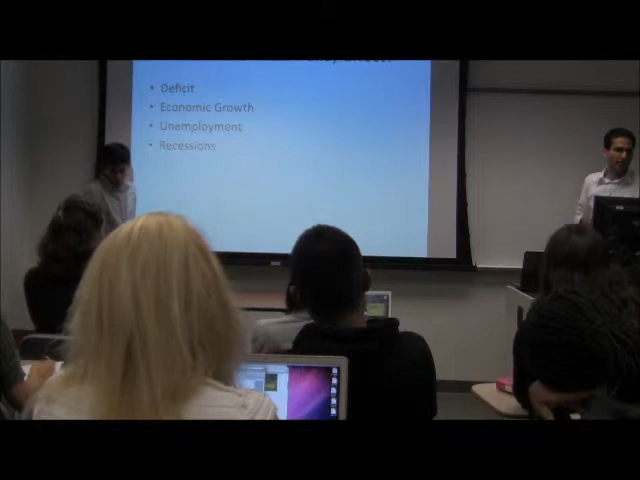 • Deficit
• Economic Growth
• Unemployment
• Recessions